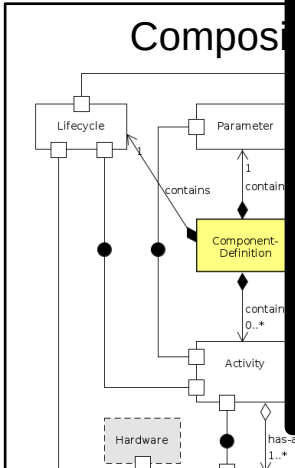 Composi
Lifecycle
Parameter
1
1
contains
contain
Component-
Definition
contain
0..*
Activity
Hardware
has-a
1..*